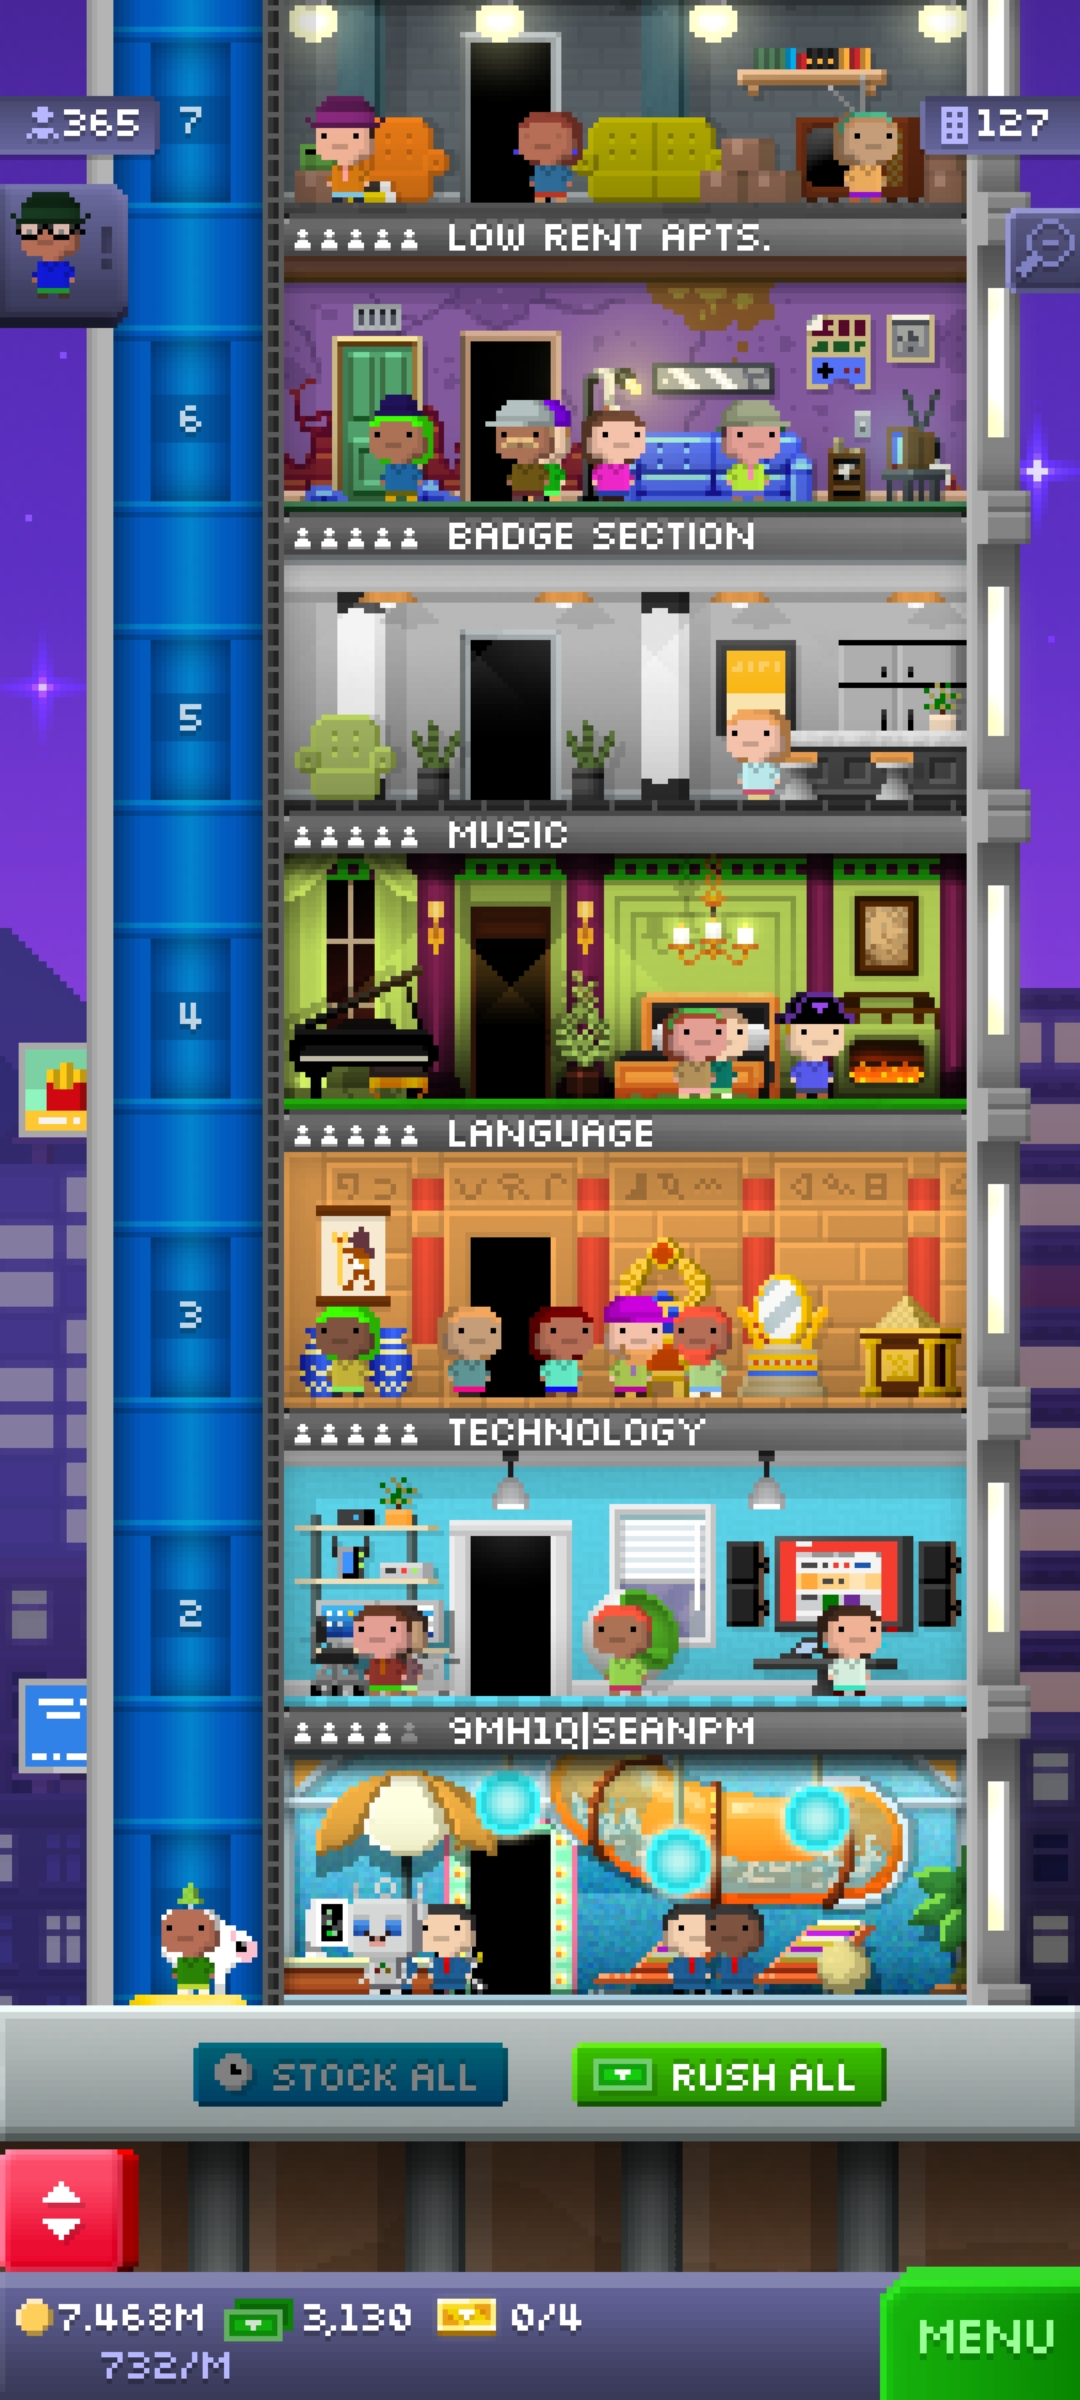 7
365
127
LOW RENT APTS.
6
BADGE SECTION
5
MUSIC
4
LANGUAGE
3
TECHNOLOGY
2
9MH1Q|SEANPM
STOCK ALL
RUSH ALL
7.468M
3,130
0/4
732/M
MENU